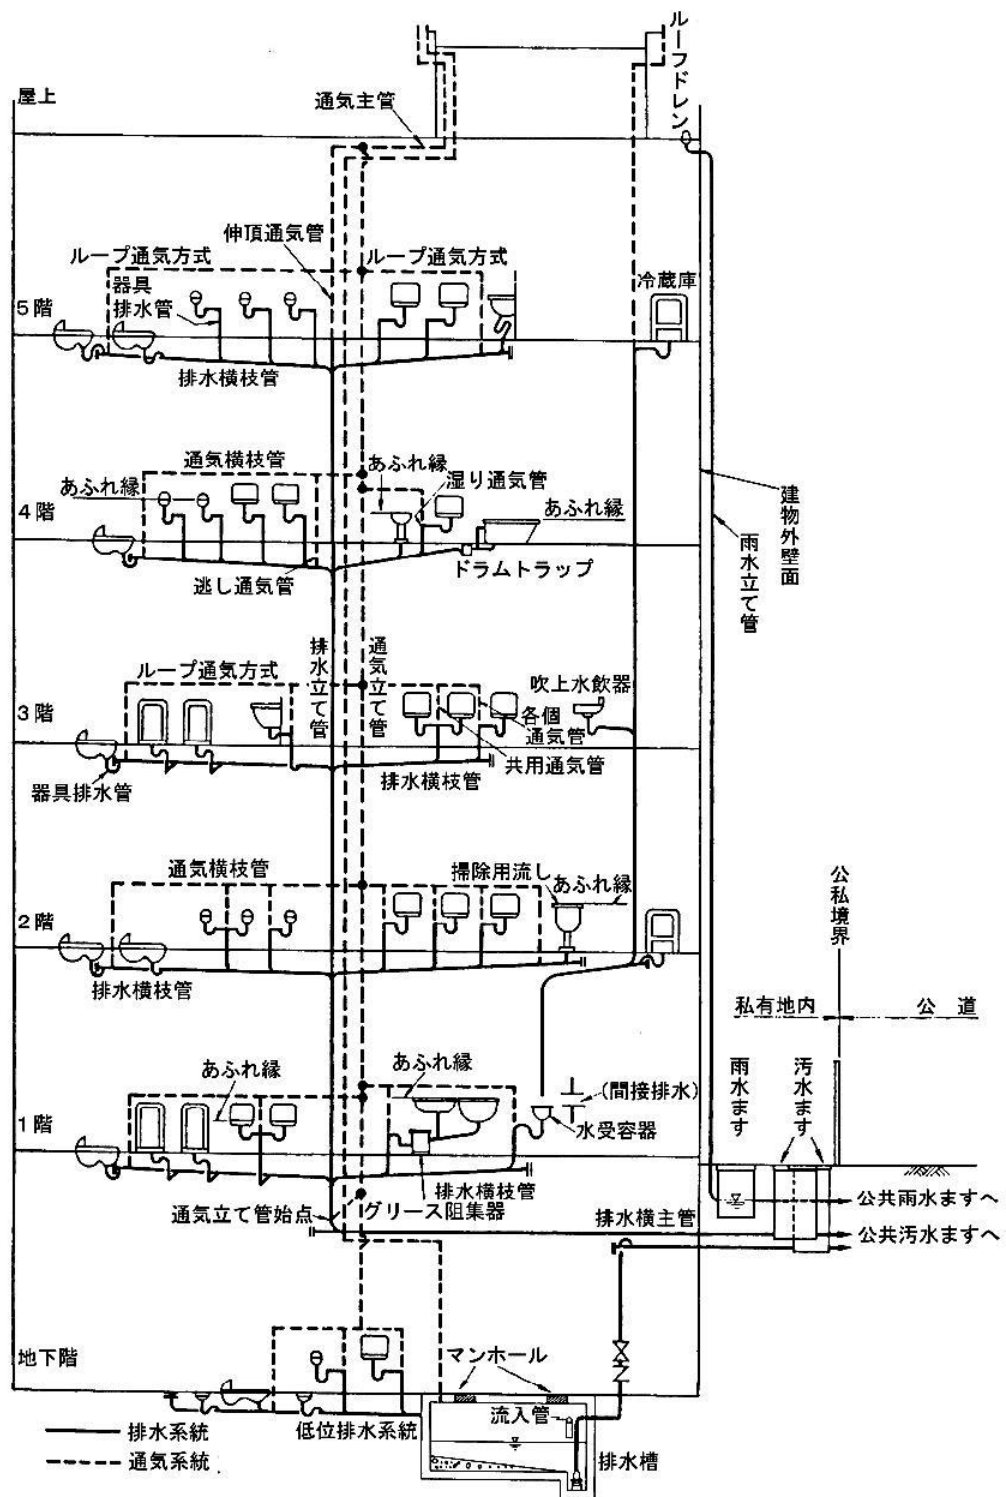 ルーフドレン
屋上
通気主管
伸頂通気管
ループ通気方式
ループ通気方式
器具
排水管
冷蔵庫
5階
排水横枝管
通気横枝管
あふれ縁
湿り通気管
あふれ縁
あふれ縁
4階
逃し通気管
ドラムトラップ
建物外壁面
雨水立て管
ループ通気方式
排水立て管
通気立て管
吹上水飲器
3階
各個
通気管
共用通気管
器具排水管
排水横枝管
通気横枝管
掃除用流し
あふれ縁
2階
排水横枝管
公私境界
私有地内
公道
あふれ縁
あふれ縁
(間接排水)
雨水ます
汚水ます
1階
水受容器
排水横枝管
通気立て管始点
グリース阻集器
排水横主管
公共雨水ますへ
公共汚水ますへ
地下階
マンホール
流入管
排水系統
低位排水系統
通気系統
排水槽